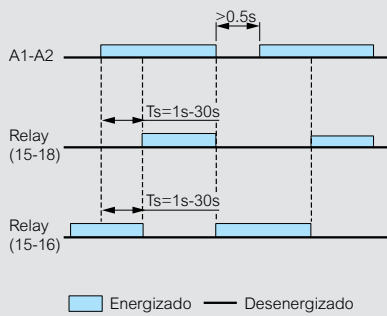 >0.5s
A1-A2
Ts=1s-30s
Relay
(15-18)
Ts=1s-30s
Relay
(15-16)
Energizado
Desenergizado